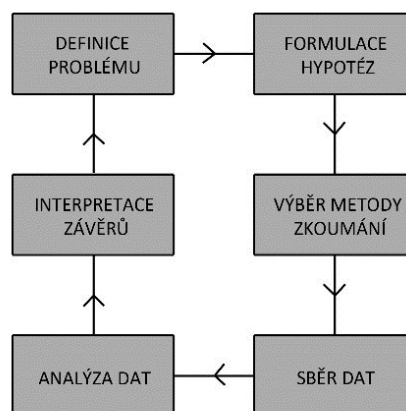 DEFINICE
PROBLÉMU
FORMULACE
HYPOTÉZ
VÝBĚR METODY
ZKOUMÁNÍ
SBĚR DAT
ANALÝZA DAT
INTERPRETACE
ZÁVĚRŮ